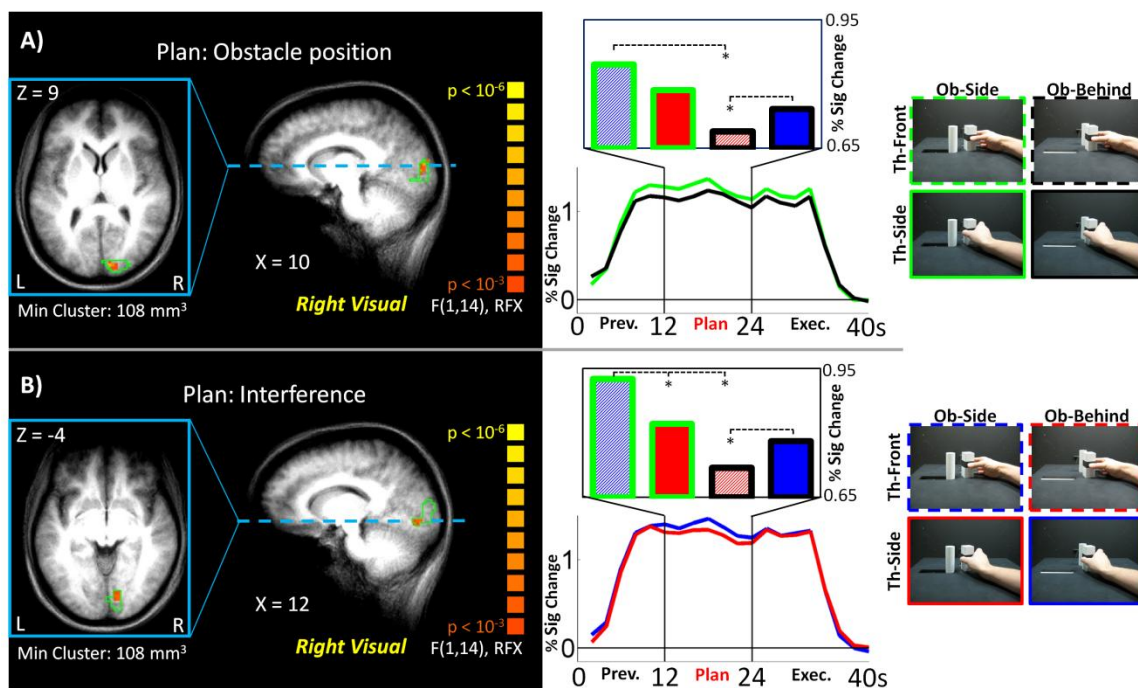 A)
Plan: Obstacle position
Z = 9
p < 10-6
L
R
X = 10
p < 10-3
Min Cluster: 108 mm3
Right Visual
F(1,14), RFX
0.95
% Sig Change
0.65
*
*
% Sig Change
1
0
0 12 24 40s
Prev. Plan Exec.
Ob-Side Ob-Behind
Th-Front
Th-Side
B)
Plan: Interference
Z = -4
p < 10-6
L
R
X = 12
p < 10-3
Min Cluster: 108 mm3
Right Visual
F(1,14), RFX
0.95
% Sig Change
0.65
* *
*
% Sig Change
1
0
0 12 24 40s
Prev. Plan Exec.
Ob-Side Ob-Behind
Th-Front
Th-Side